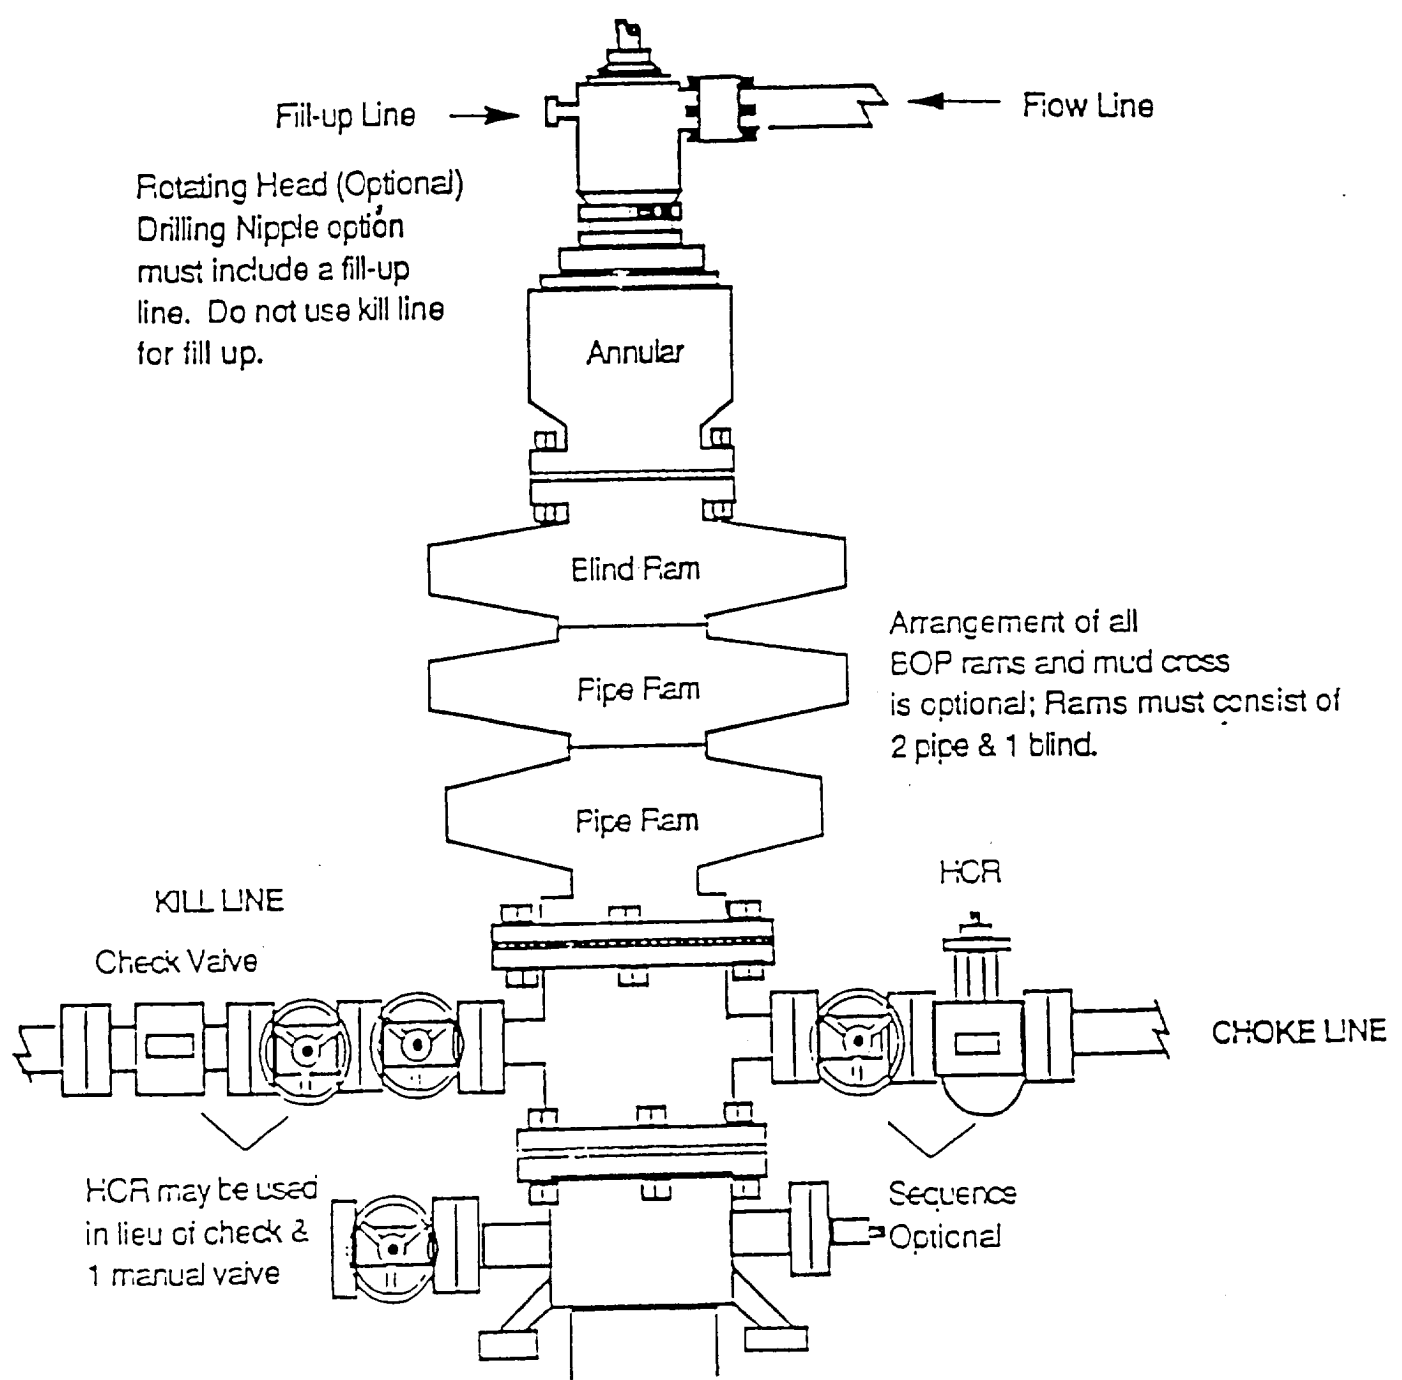 Fill-up Line
Flow Line
Rotating Head (Optional)
Drilling Nipple option
must include a fill-up
line. Do not use kill line
for fill up.
Annular
Blind Ram
Arrangement of all
BOP rams and mud cross
is optional; Rams must consist of
2 pipe & 1 blind.
Pipe Ram
Pipe Ram
HCR
KILL LINE
Check Valve
CHOKE LINE
HCR may be used
in lieu of check &
1 manual valve
Sequence
Optional